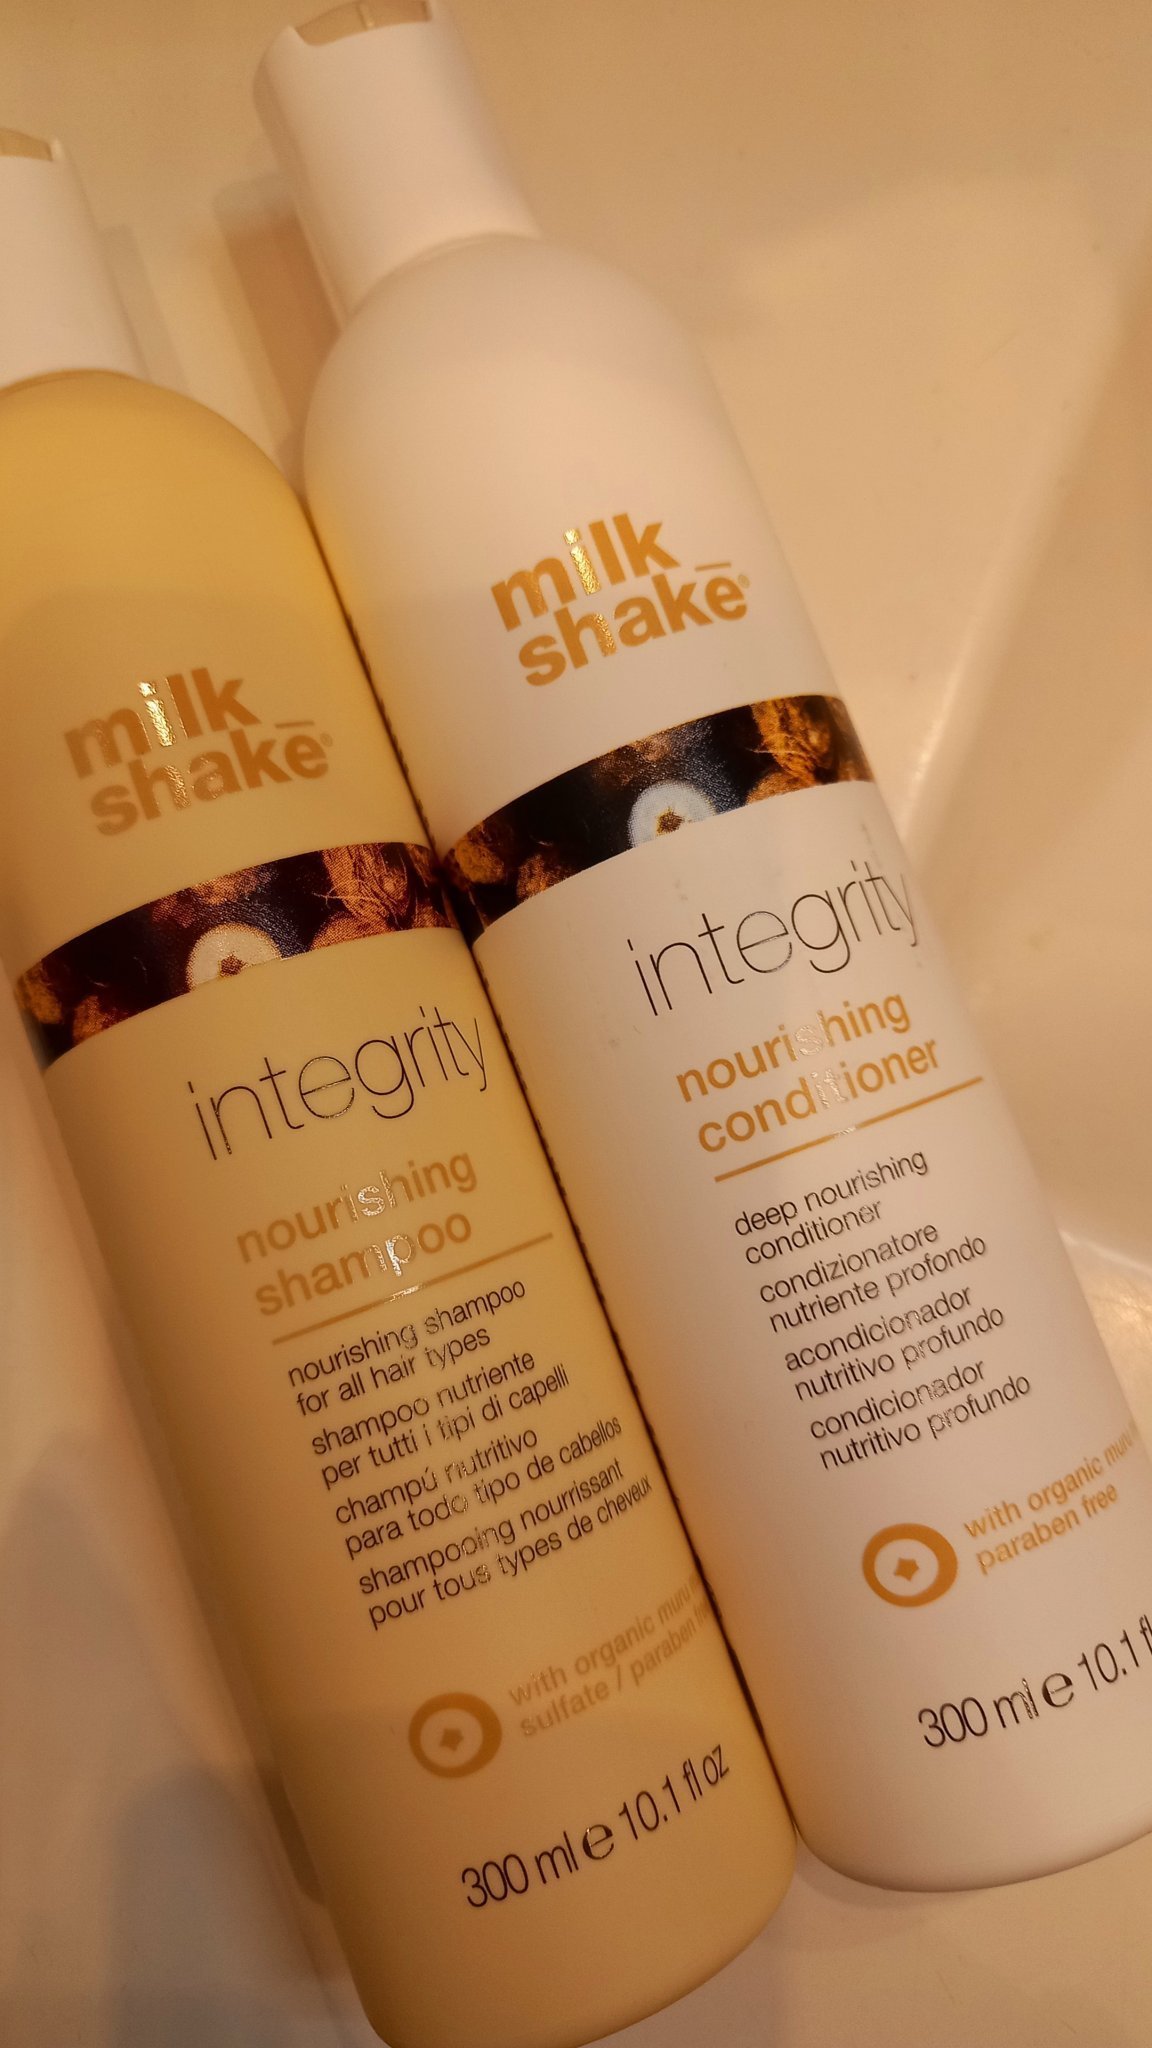 milk
shake®
integrity
nourishing
shampoo
nourishing shampoo
for all hair types
shampoo nutriente
per tutti i tipi di capelli
champú nutritivo
para todo tipo de cabellos
shampooing nourrissant
pour tous types de cheveux
with organic muru
sulfate / paraben
300 ml e 10.1 fl oz
milk
shake®
integrity
nourishing
conditioner
deep nourishing
conditioner
condizionatore
nutriente profondo
acondicionador
nutritivo profundo
condicionador
nutritivo profundo
with organic muru
paraben free
300 ml e 10.1